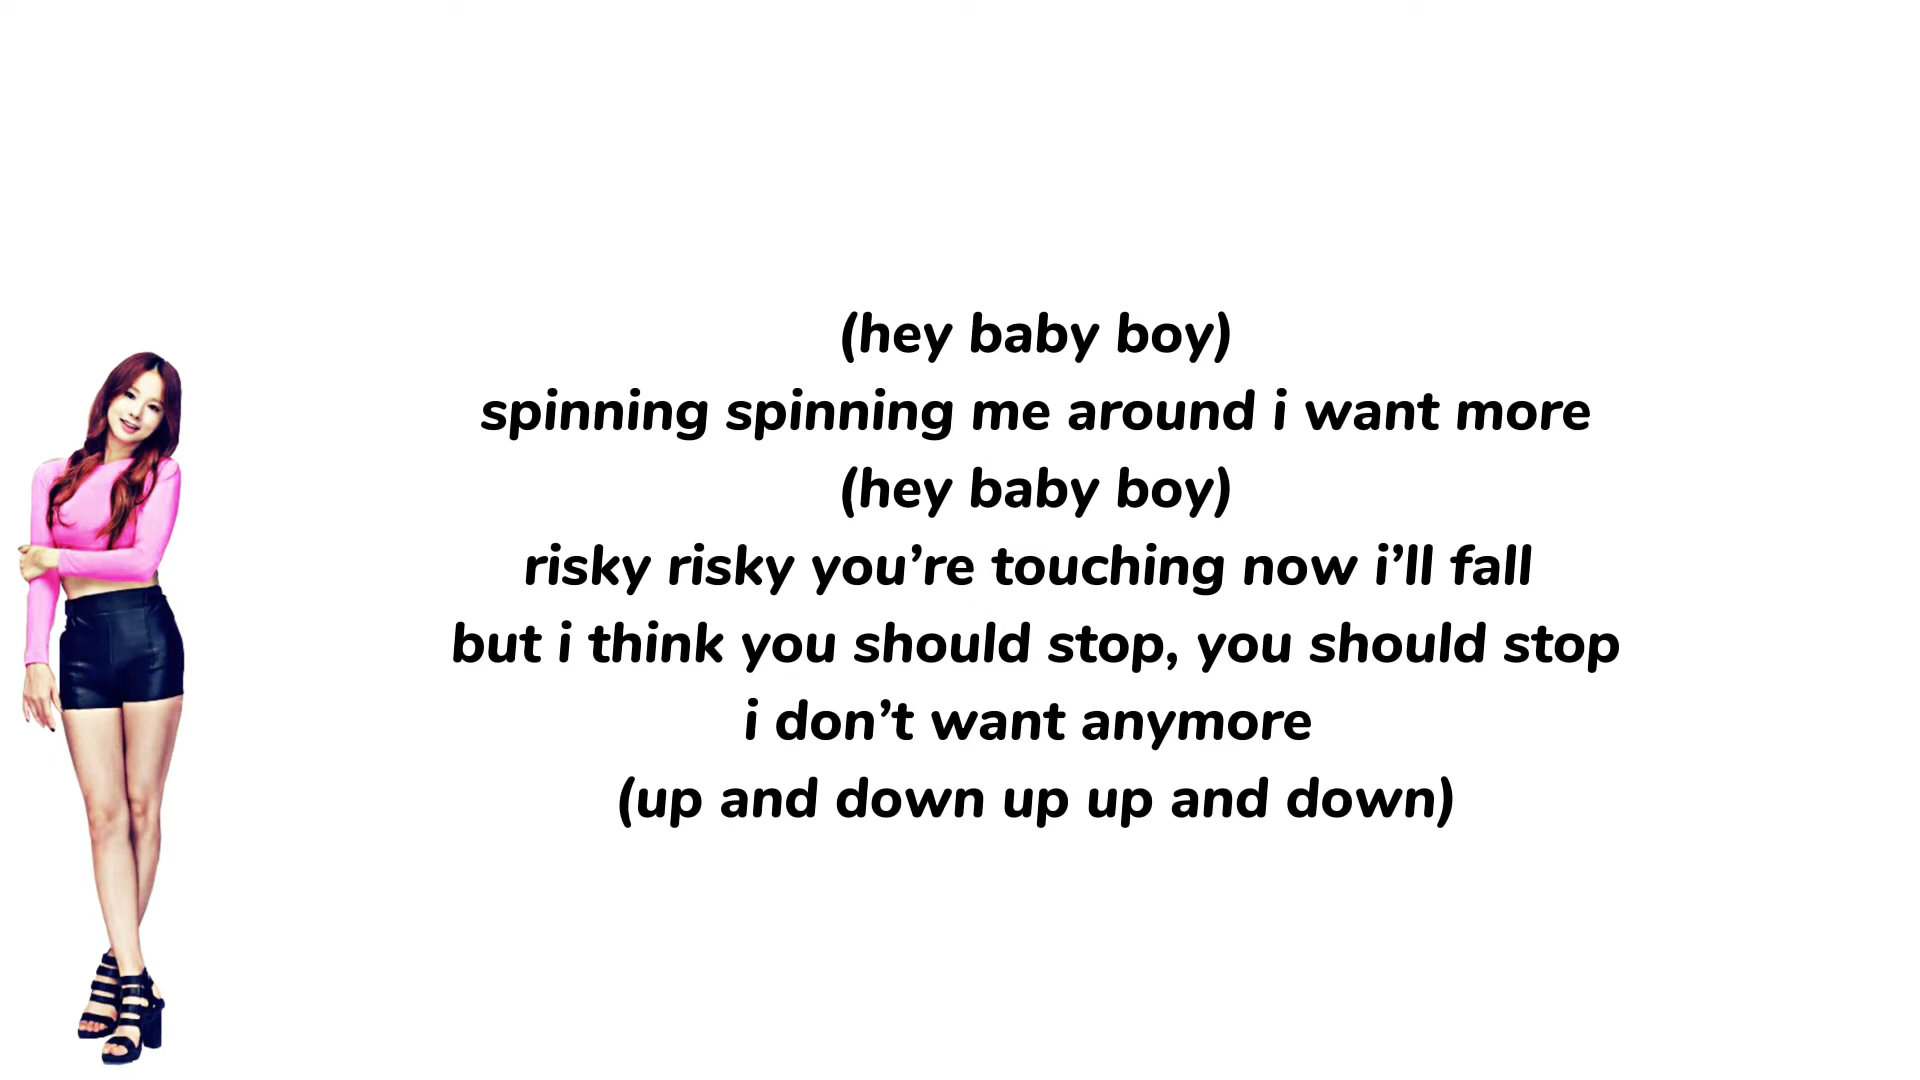 (hey baby boy)
spinning spinning me around i want more
(hey baby boy)
risky risky you’re touching now i’ll fall
but i think you should stop, you should stop
i don’t want anymore
(up and down up up and down)